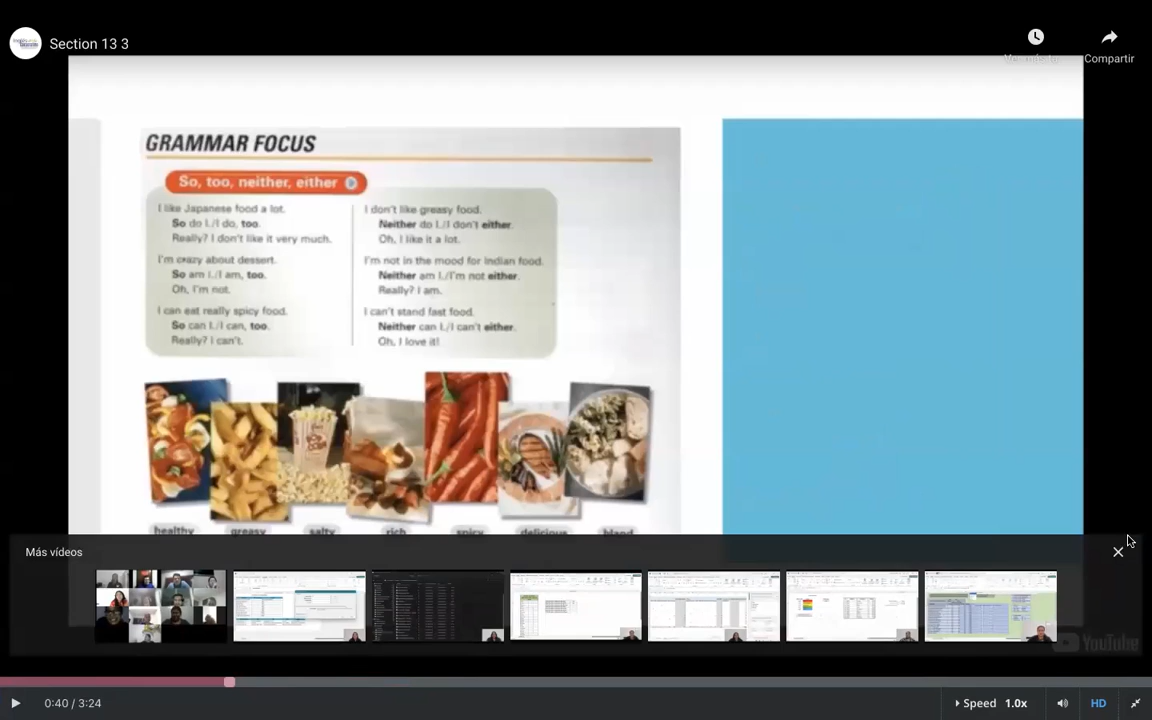 Section 13 3
Compartir
GRAMMAR FOCUS
So, too, neither, either
I like Japanese food a lot.
So do I./I do, too.
Really? I don't like it very much.
I'm crazy about dessert.
So am I./I am, too.
Oh, I'm not.
I can eat really spicy food.
So can I./I can, too.
Really? I can't.
I don't like greasy food.
Neither do I./I don't either.
Oh, I like it a lot.
I'm not in the mood for Indian food.
Neither am I./I'm not either.
Really? I am.
I can't stand fast food.
Neither can I./I can't either.
Oh, I love it!
healthy greasy salty rich spicy delicious bland
Más vídeos
YouTube
0:40 / 3:24
Speed 1.0x
HD